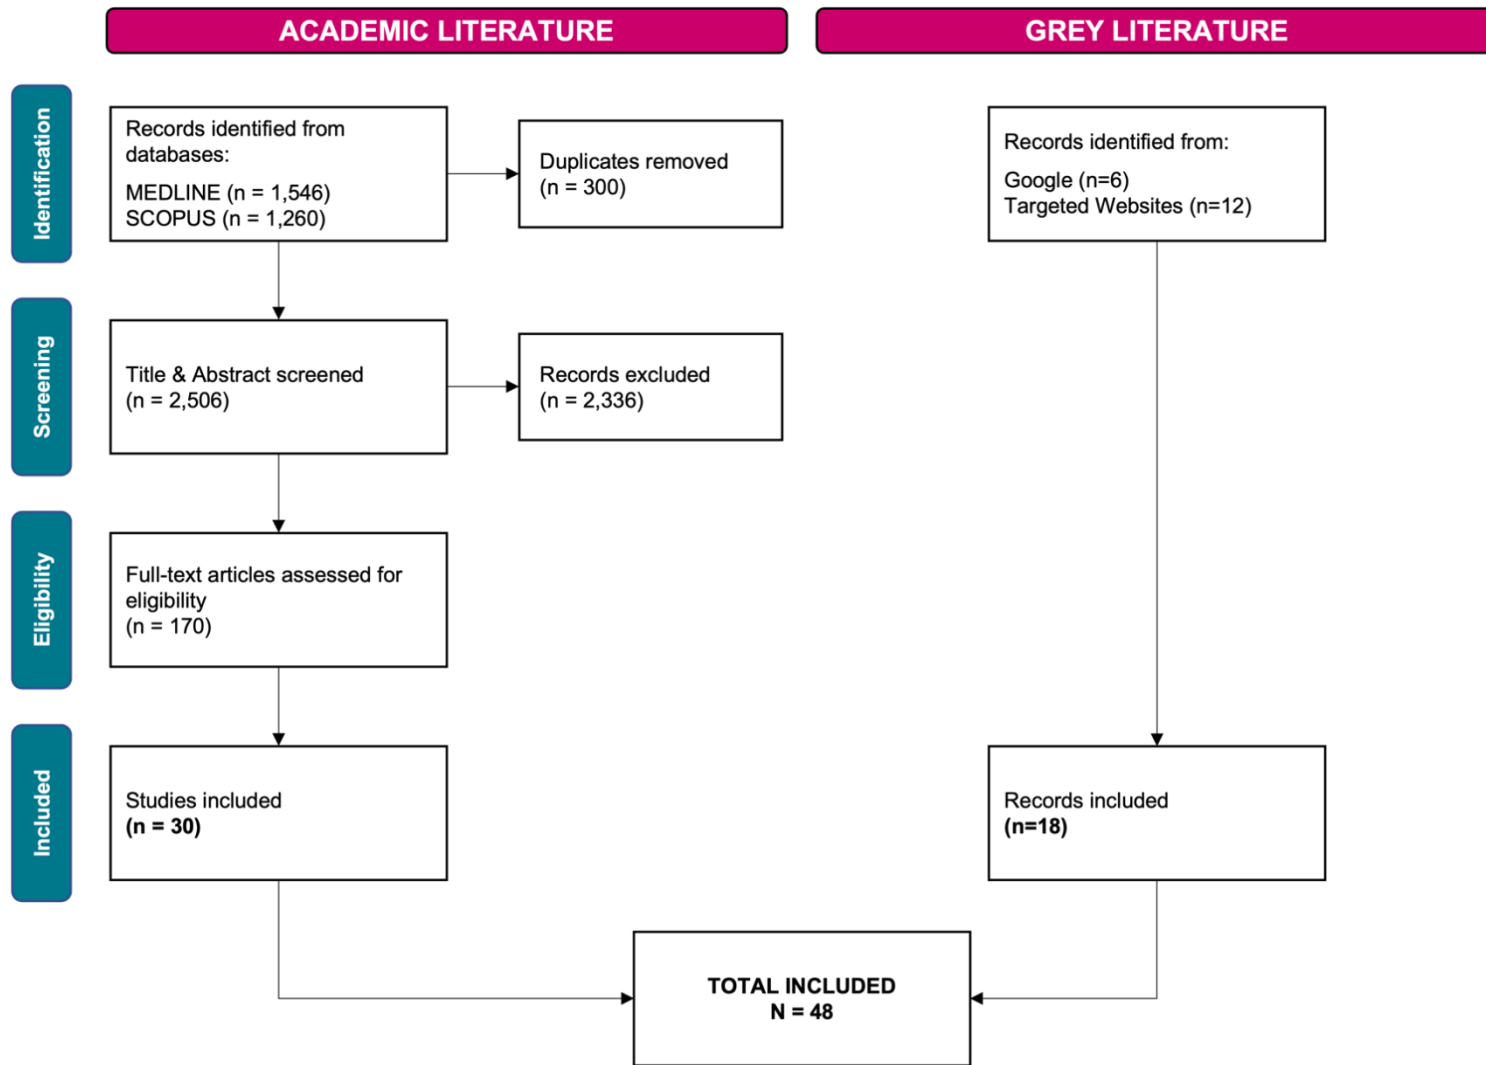 ACADEMIC LITERATURE
GREY LITERATURE
Identification
Records identified from
databases:
MEDLINE (n = 1,546)
SCOPUS (n = 1,260)
Duplicates removed
(n = 300)
Records identified from:
Google (n=6)
Targeted Websites (n=12)
Screening
Title & Abstract screened
(n = 2,506)
Records excluded
(n = 2,336)
Eligibility
Full-text articles assessed for
eligibility
(n = 170)
Included
Studies included
(n = 30)
Records included
(n=18)
TOTAL INCLUDED
N = 48